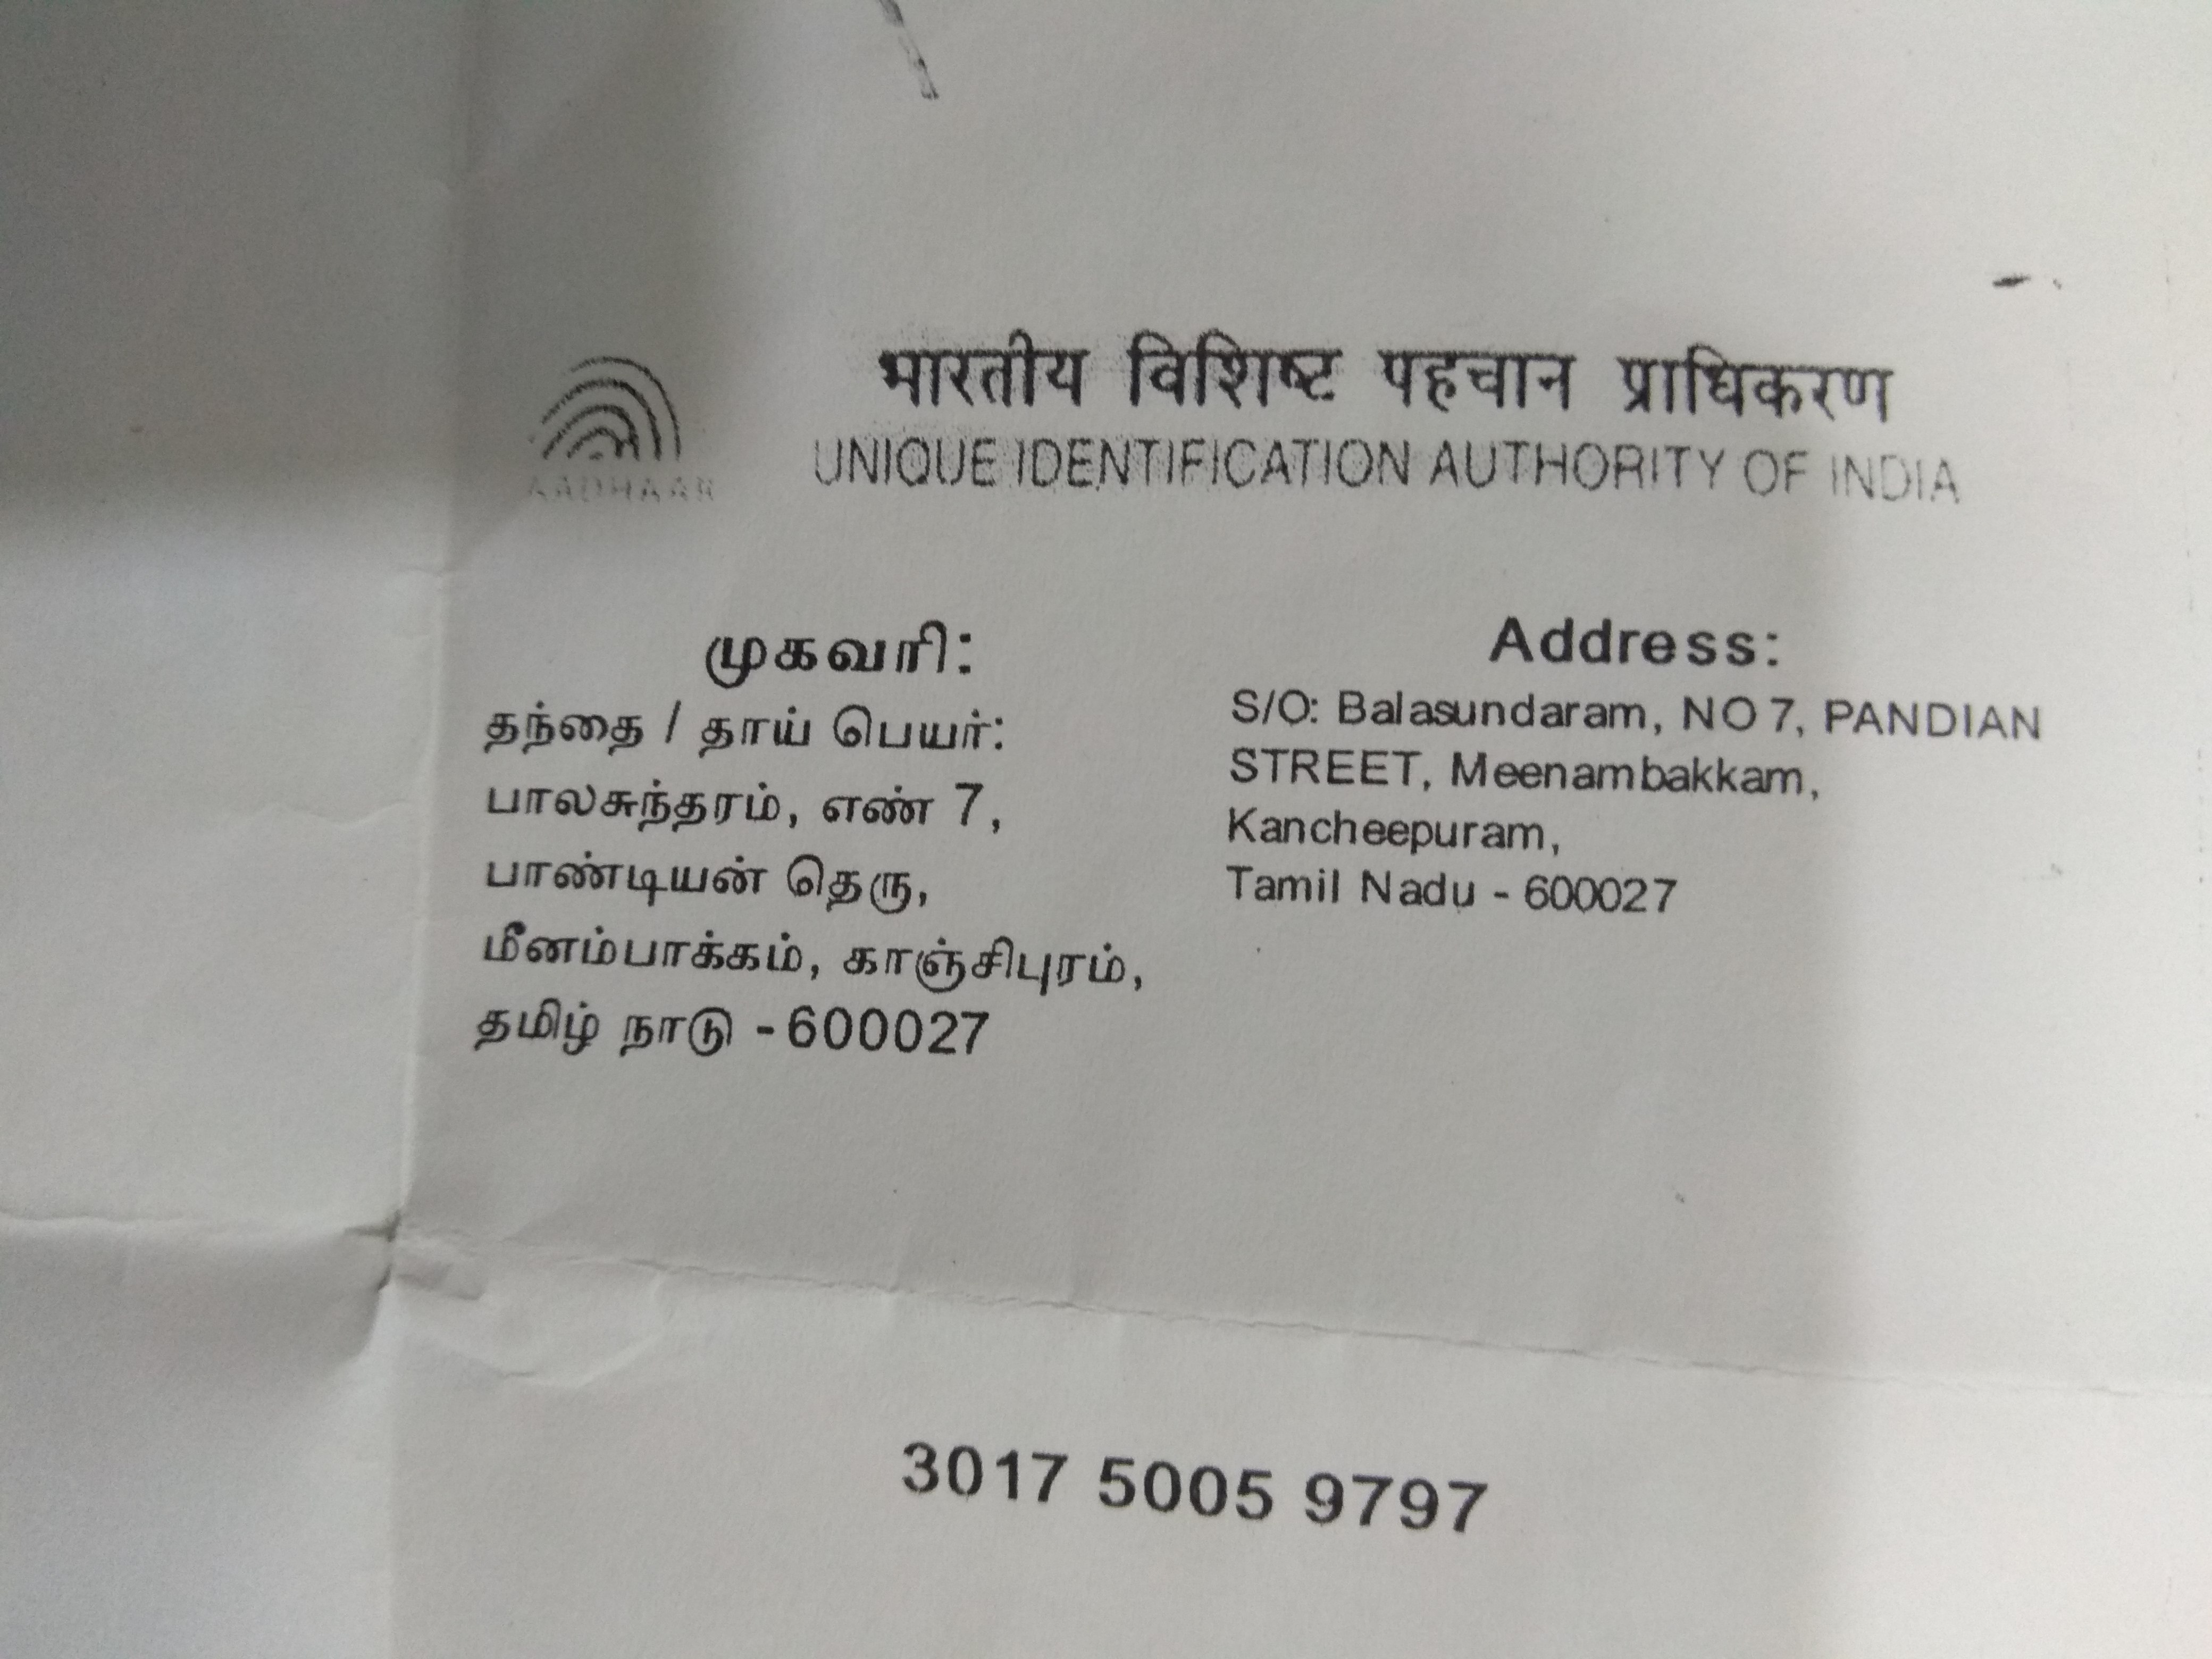 भारतीय विशिष्ट पहचान प्राधिकरण
AADHAAR
UNIQUE IDENTIFICATION AUTHORITY OF INDIA
முகவரி:
தந்தை / தாய் பெயர்:
பாலசுந்தரம், எண் 7,
பாண்டியன் தெரு,
மீனம்பாக்கம், காஞ்சிபுரம்,
தமிழ் நாடு - 600027
Address:
S/O: Balasundaram, NO 7, PANDIAN
STREET, Meenambakkam,
Kancheepuram,
Tamil Nadu - 600027
3017 5005 9797